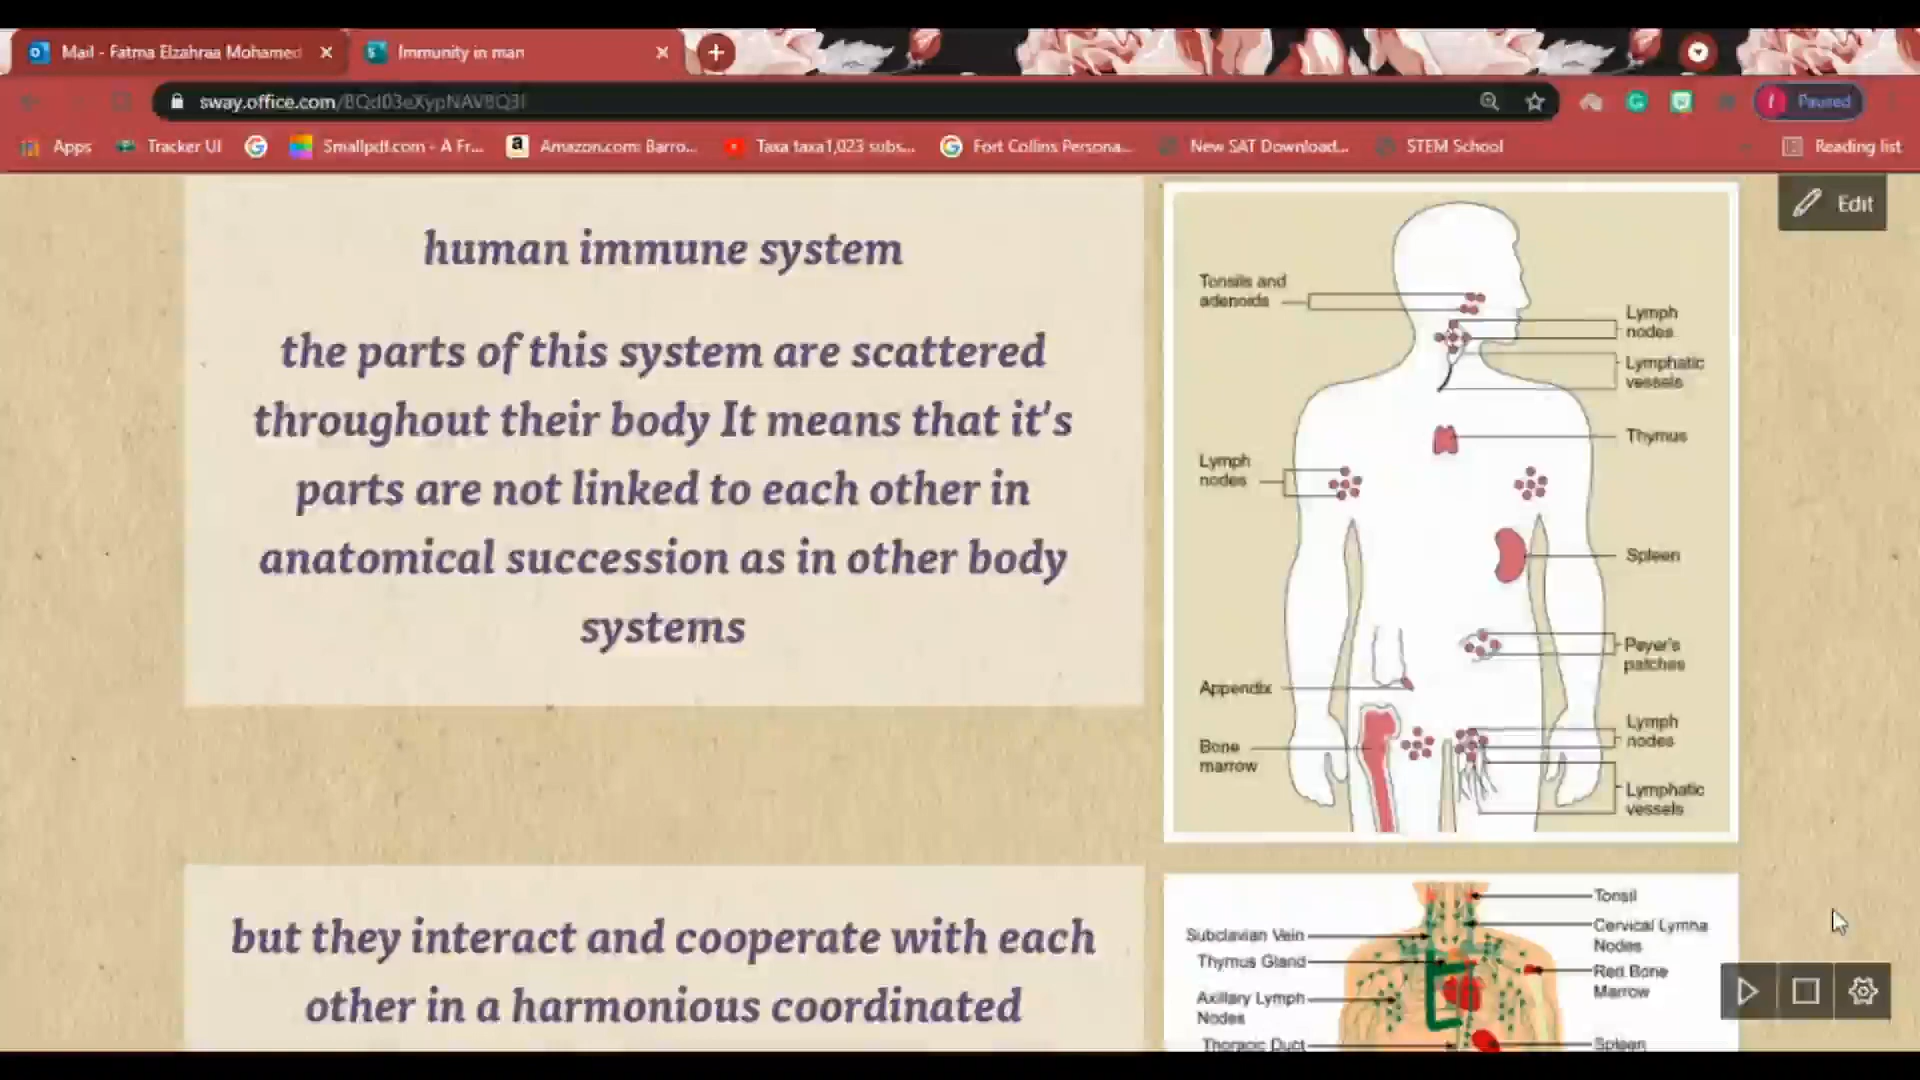 Mail - Fatma Elzahraa Mohamed
Immunity in man
sway.office.com/8Qd03eXypNAV8Q3l
Paused
Apps
Tracker UI
Smallpdf.com - A Fr...
Amazon.com: Barro...
Taxa taxa1,023 subs...
Fort Collins Persona...
New SAT Download...
STEM School
Reading list
Edit
human immune system
the parts of this system are scattered
throughout their body It means that it's
parts are not linked to each other in
anatomical succession as in other body
systems
Tonsils and
adenoids
Lymph
nodes
Lymphatic
vessels
Thymus
Lymph
nodes
Spleen
Peyer's
patches
Appendix
Lymph
nodes
Bone
marrow
Lymphatic
vessels
but they interact and cooperate with each
other in a harmonious coordinated
Tonsil
Subclavian Vein
Cervical Lymha
Nodes
Thymus Gland
Red Bone
Marrow
Axillary Lymph
Nodes
Thoracic Duct
Spleen